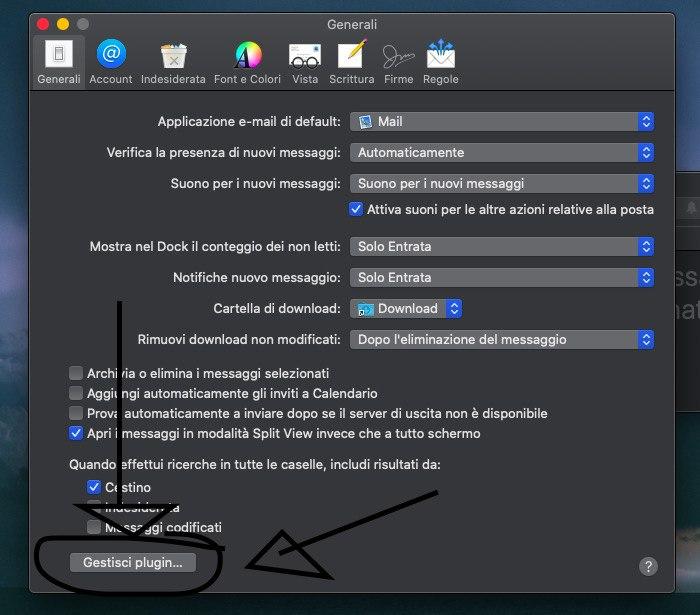 Generali
Generali Account Indesiderata Font e Colori Vista Scrittura Firme Regole
Applicazione e-mail di default: Mail
Verifica la presenza di nuovi messaggi: Automaticamente
Suono per i nuovi messaggi: Suono per i nuovi messaggi
Attiva suoni per le altre azioni relative alla posta
Mostra nel Dock il conteggio dei non letti: Solo Entrata
Notifiche nuovo messaggio: Solo Entrata
Cartella di download: Download
Rimuovi download non modificati: Dopo l'eliminazione del messaggio
Archivia o elimina i messaggi selezionati
Aggiungi automaticamente gli inviti a Calendario
Prova automaticamente a inviare dopo se il server di uscita non è disponibile
Apri i messaggi in modalità Split View invece che a tutto schermo
Quando effettui ricerche in tutte le caselle, includi risultati da:
Cestino
Indesiderata
Messaggi codificati
Gestisci plugin...
?